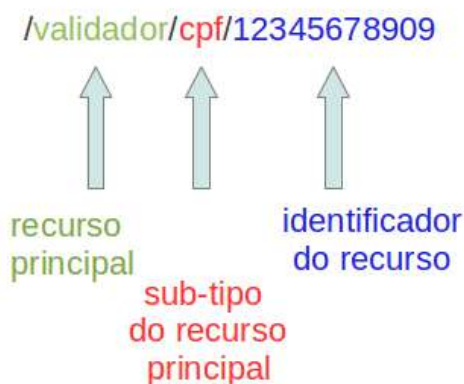 /validador/cpf/12345678909
recurso
principal
sub-tipo
do recurso
principal
identificador
do recurso